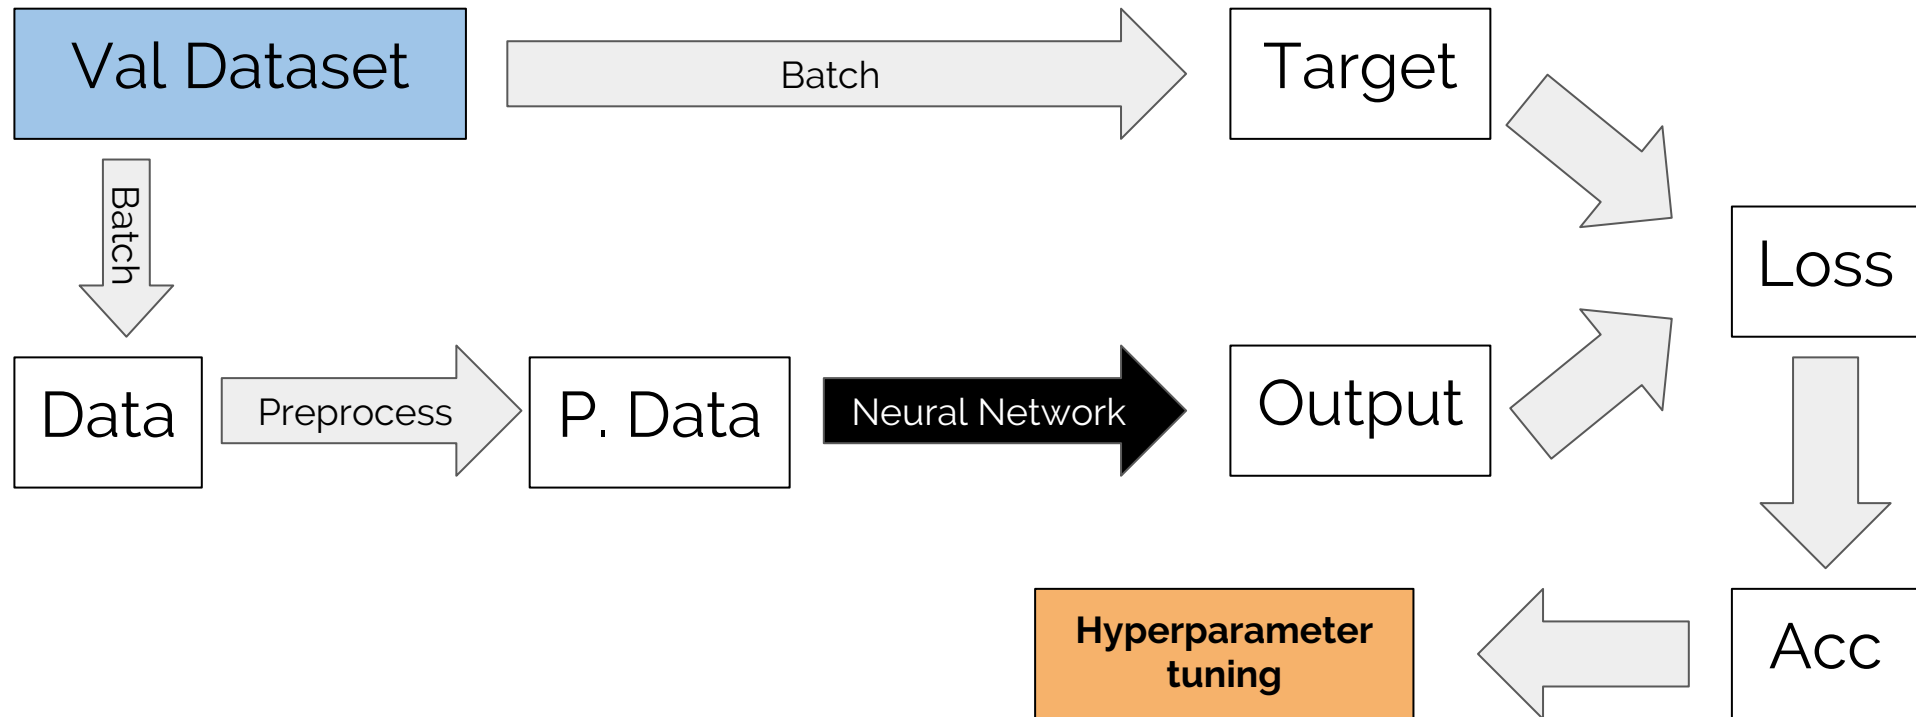 Val Dataset
Batch
Target
Batch
Loss
Data
Preprocess
P. Data
Neural Network
Output
Hyperparameter
tuning
Acc